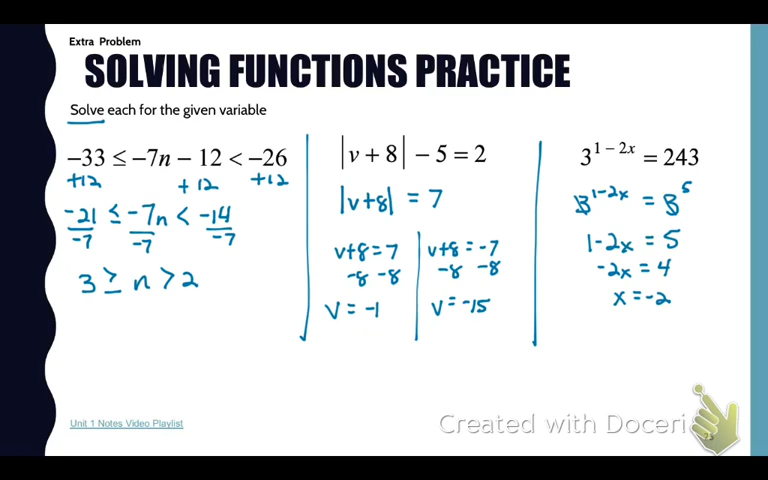 Extra Problem
SOLVING FUNCTIONS PRACTICE
Solve each for the given variable
−33 ≤ −7n − 12 < −26
+12 +12 +12
-21 ≤ -7n < -14
-7 -7 -7
3 ≥ n > 2
|v + 8| − 5 = 2
|v+8| = 7
v+8 = 7
-8 -8
v = -1
v+8 = -7
-8 -8
v = -15
3^{1 − 2x} = 243
3^{1-2x} = 3^5
1-2x = 5
-2x = 4
x = -2
Unit 1 Notes Video Playlist
Created with Doceri